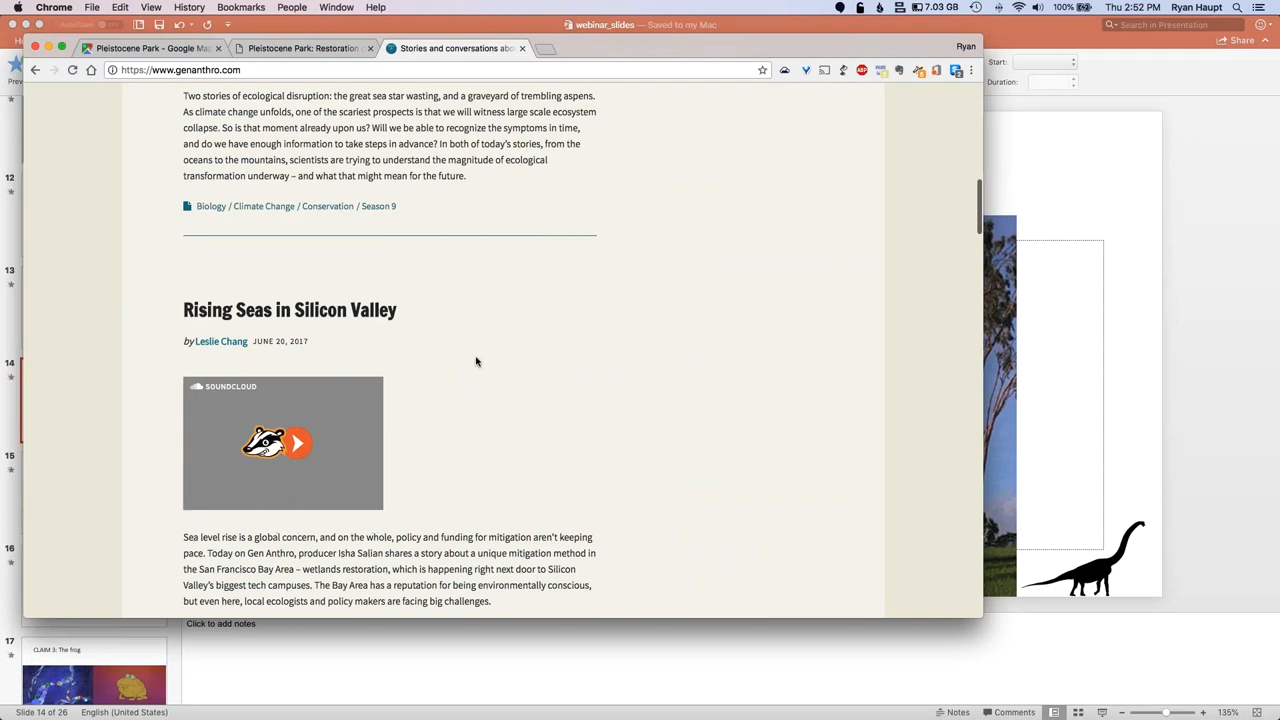 Chrome File Edit View History Bookmarks People Window Help 7.03 GB 100% Fri 2:52 PM Ryan Haupt
AutoSave webinar_slides — Saved to my Mac Search in Presentation
Pleistocene Park - Google Ma Pleistocene Park: Restoration Stories and conversations abo Ryan
Share
https://www.genanthro.com
Start:
Duration:
Two stories of ecological diversion: the great sea star wasting, and a graveyard of trembling aspens.
As climate change unfolds, one of the scariest prospects is that we will witness large scale ecosystem
collapse. So is that moment already upon us? Will we be able to recognize the symptoms in time,
and do we have enough information to take steps in advance? In both of today's stories, from the
oceans to the mountains, scientists are trying to understand the magnitude of ecological
transformation underway – and what that might mean for the future.
Biology / Climate Change / Conservation / Season 9
Rising Seas in Silicon Valley
by Leslie Chang JUNE 20, 2017
SOUNDCLOUD
Sea level rise is a global concern, and on the whole, policy and funding for mitigation aren't keeping
pace. Today on Gen Anthro, producer Isha Salian shares a story about a unique mitigation method in
the San Francisco Bay Area – wetlands restoration, which is happening right next door to Silicon
Valley's biggest tech campuses. The Bay Area has a reputation for being environmentally conscious,
but even here, local ecologists and policy makers are facing big challenges.
12
13
14
15
16
17
CLAIM 3: The frog
Click to add notes
Slide 14 of 26 English (United States) Notes Comments 135%